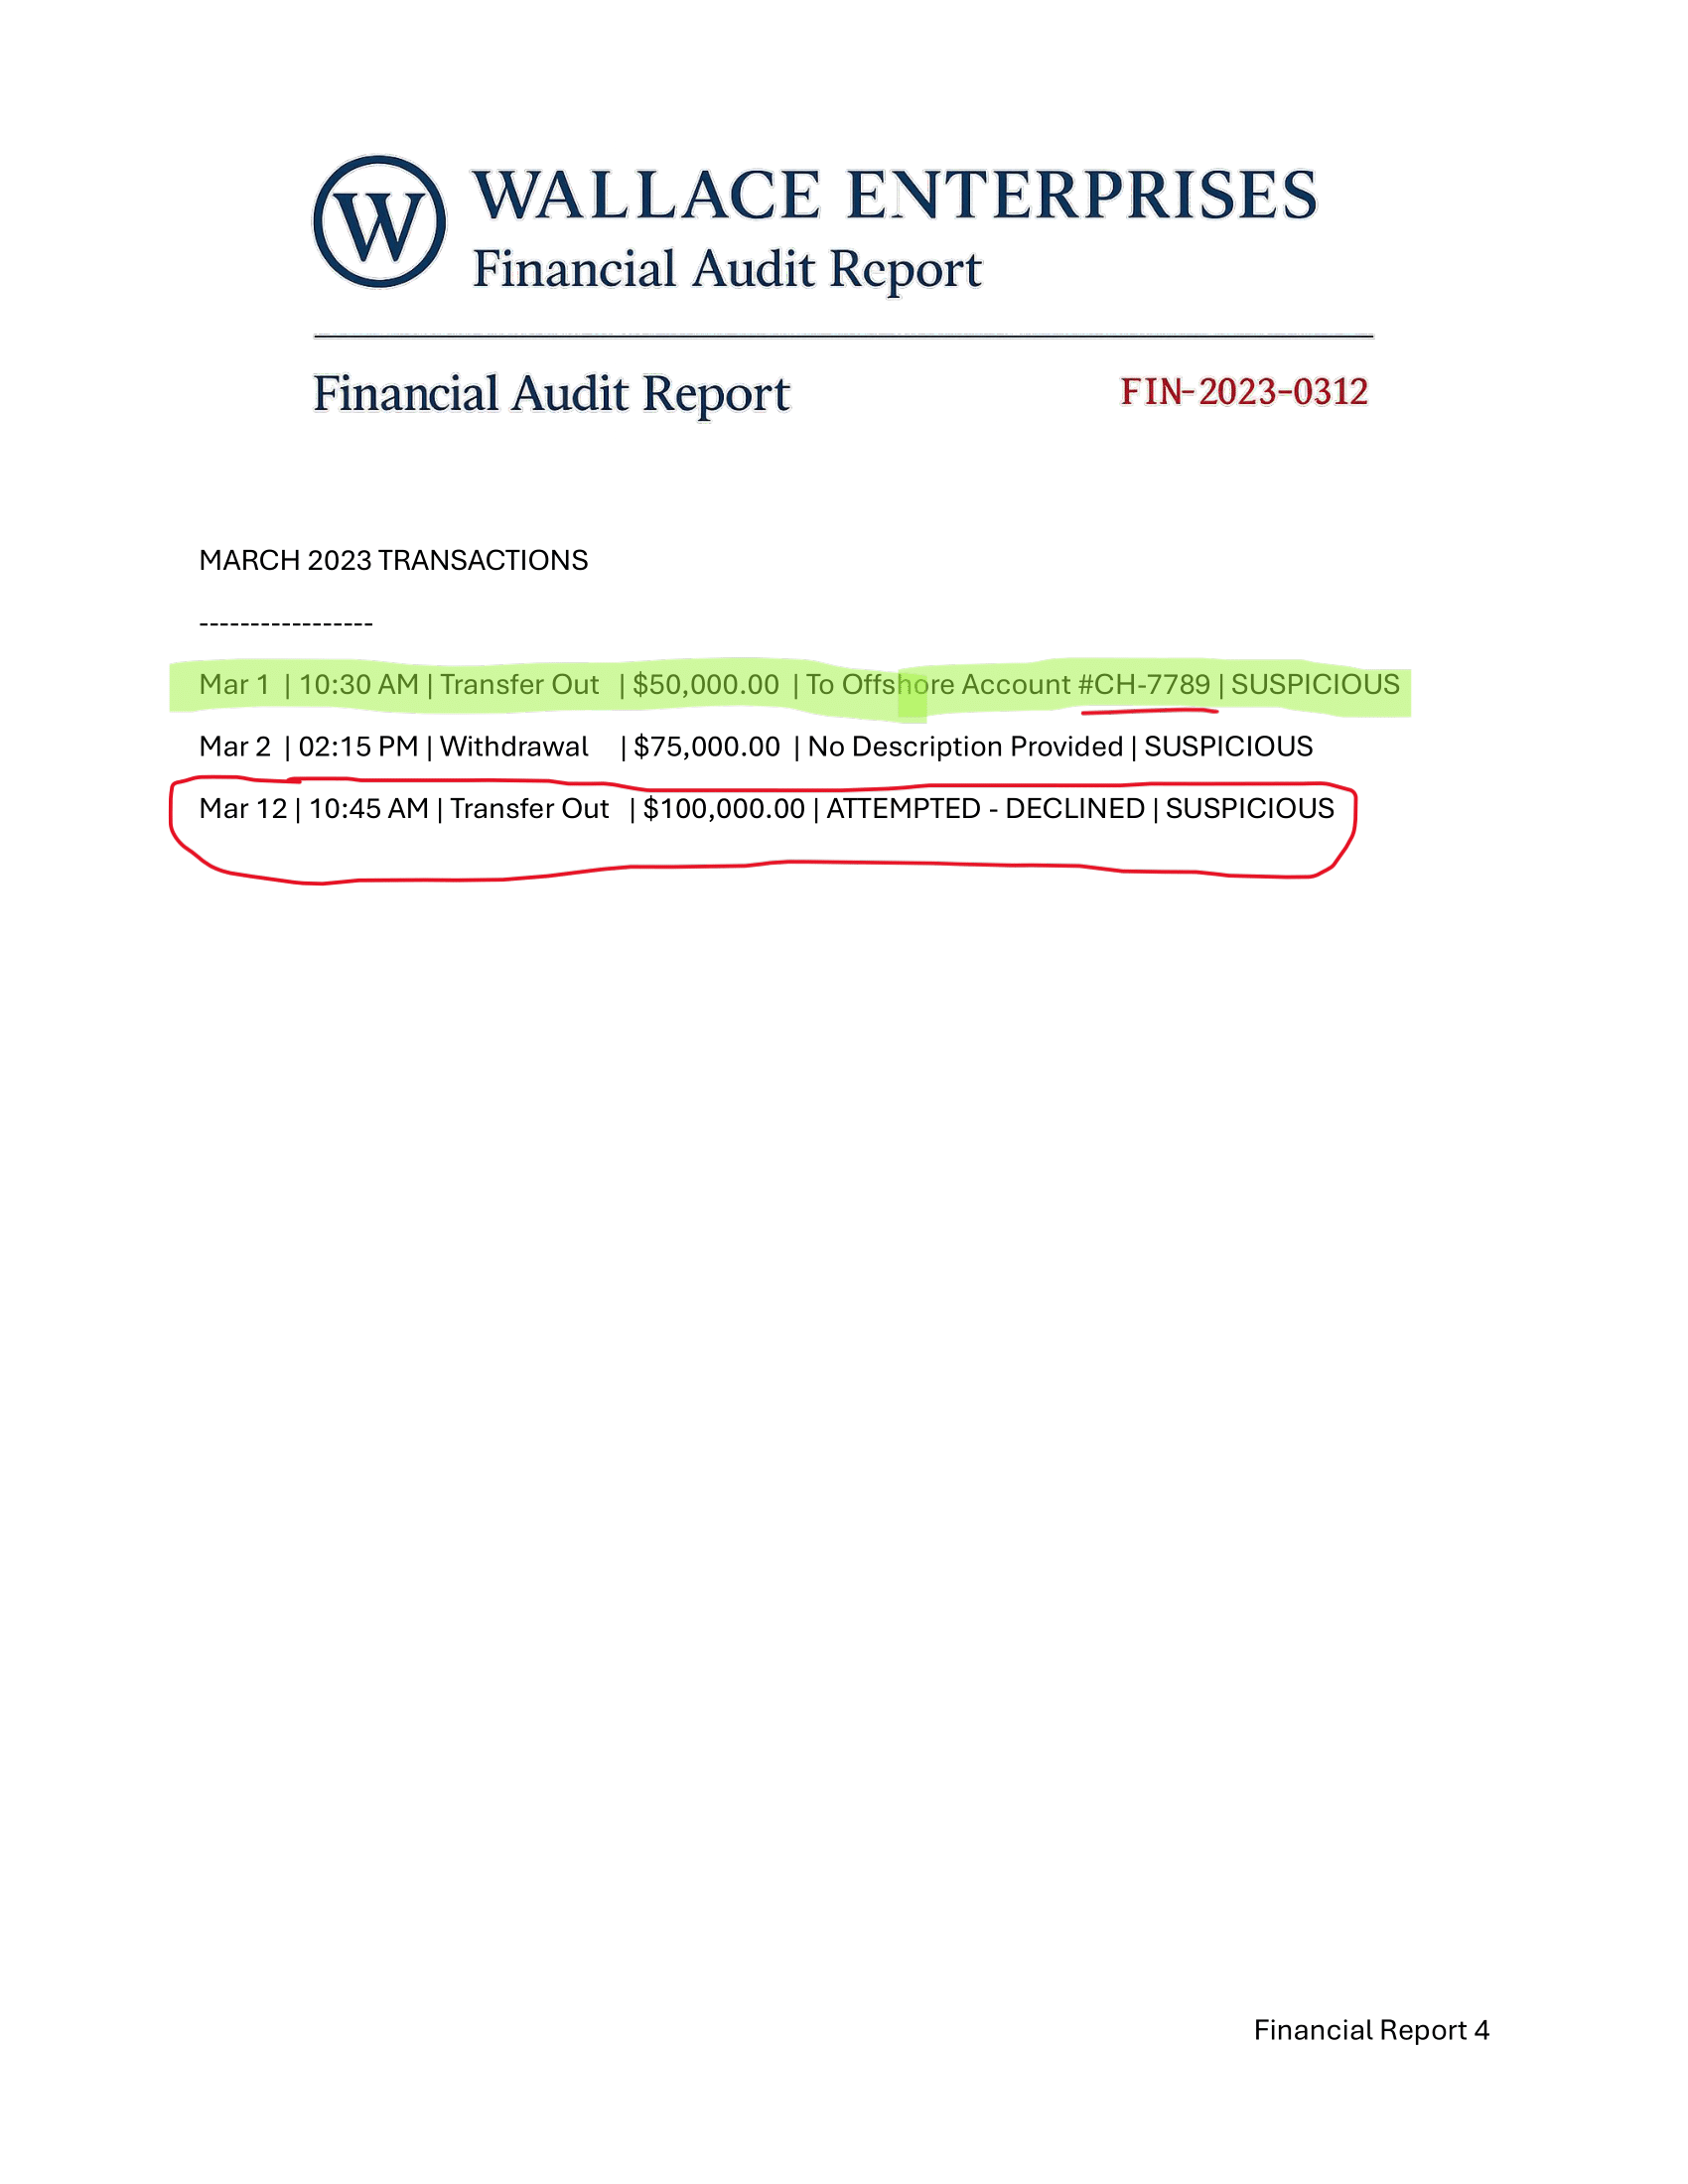 W
WALLACE ENTERPRISES
Financial Audit Rcport
Financial Audit Report FIN-2023-0312
MARCH 2023 TRANSACTIONS
-----------------
Mar 1 | 10:30 AM | Transfer Out | $50,000.00 | To Offshore Account #CH-7789 | SUSPICIOUS
Mar 2 | 02:15 PM | Withdrawal | $75,000.00 | No Description Provided | SUSPICIOUS
Mar 12 | 10:45 AM | Transfer Out | $100,000.00 | ATTEMPTED - DECLINED | SUSPICIOUS
Financial Report 4